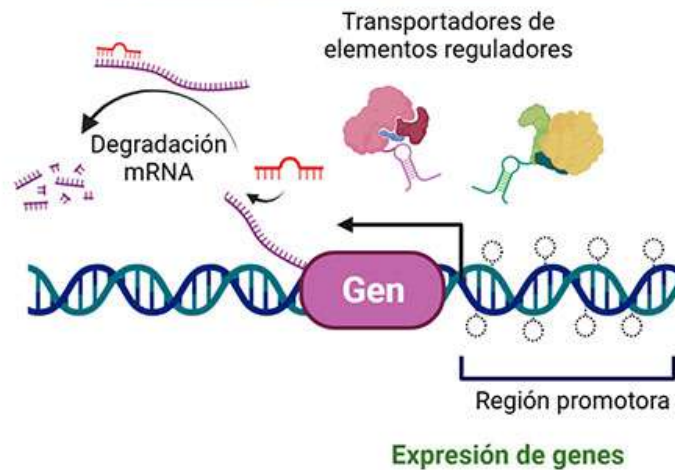 Transportadores de
elementos reguladores
Degradación
mRNA
Gen
Región promotora
Expresión de genes